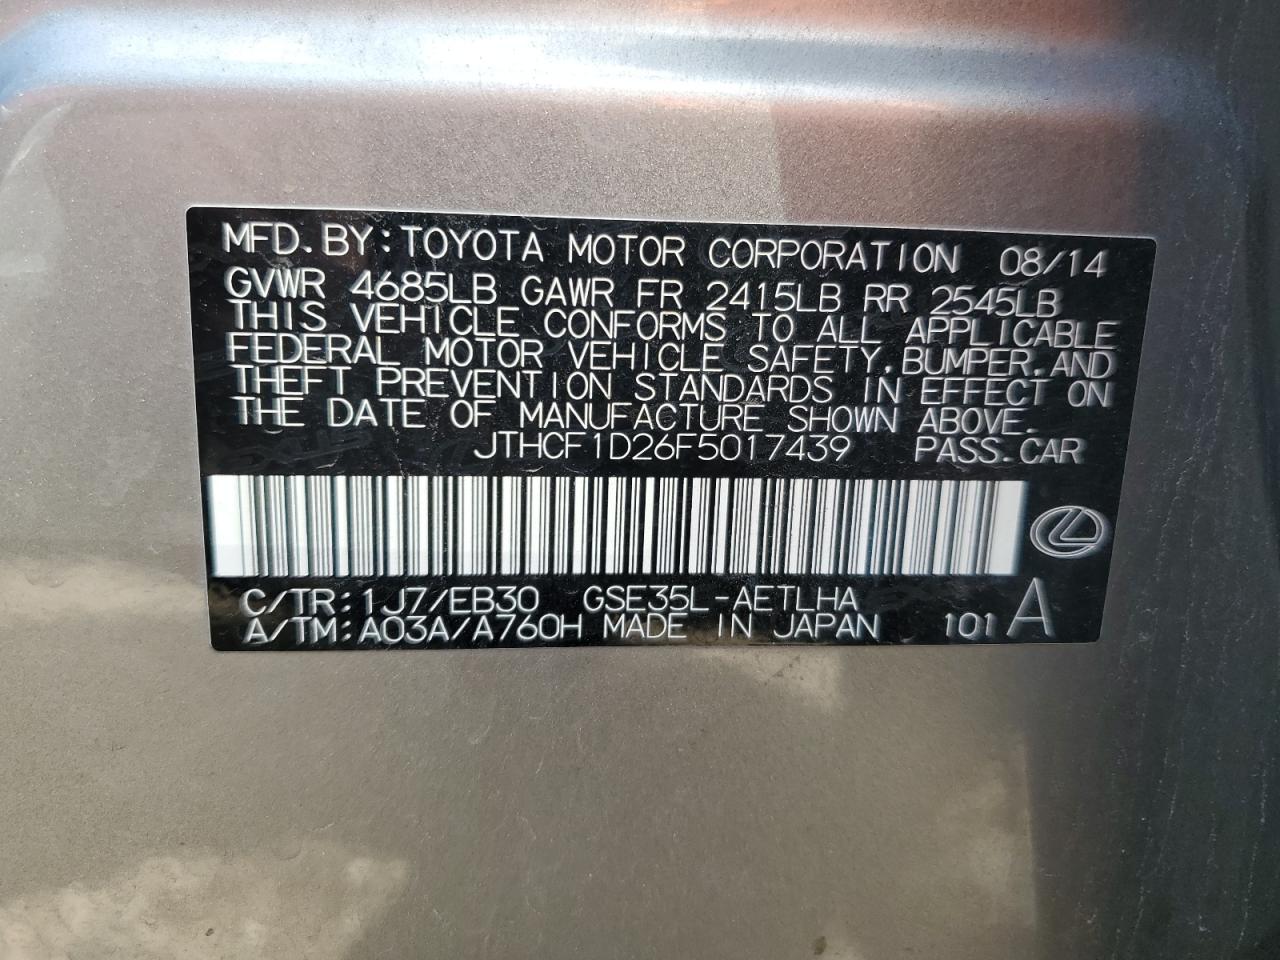 MFD.BY:TOYOTA MOTOR CORPORATION 08/14
GVWR 4685LB GAWR FR 2415LB RR 2545LB
THIS VEHICLE CONFORMS TO ALL APPLICABLE
FEDERAL MOTOR VEHICLE SAFETY,BUMPER,AND
THEFT PREVENTION STANDARDS IN EFFECT ON
THE DATE OF MANUFACTURE SHOWN ABOVE.
JTHCF1D26F5017439 PASS.CAR
C/TR:1J7/EB30 GSE35L-AETLHA
A/TM:A03A/A760H MADE IN JAPAN 101 A